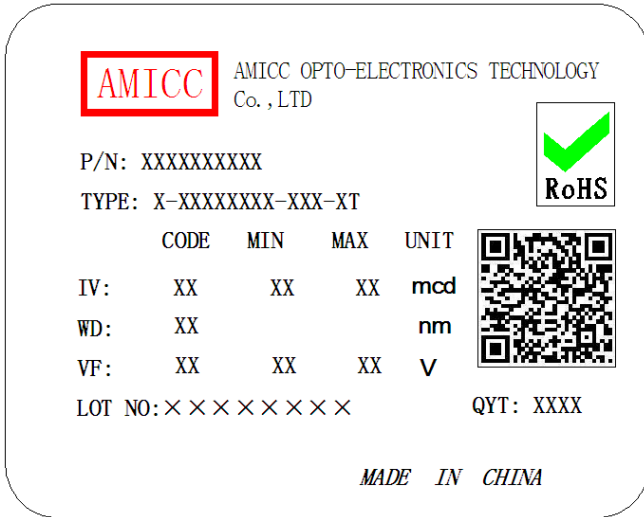 AMICC
AMICC OPTO-ELECTRONICS TECHNOLOGY
Co.,LTD
P/N: XXXXXXXXXX
RoHS
TYPE: X-XXXXXXXX-XXX-XT
CODE MIN MAX UNIT
IV: XX XX XX mcd
WD: XX nm
VF: XX XX XX V
LOT NO:××××××××
QYT: XXXX
MADE IN CHINA